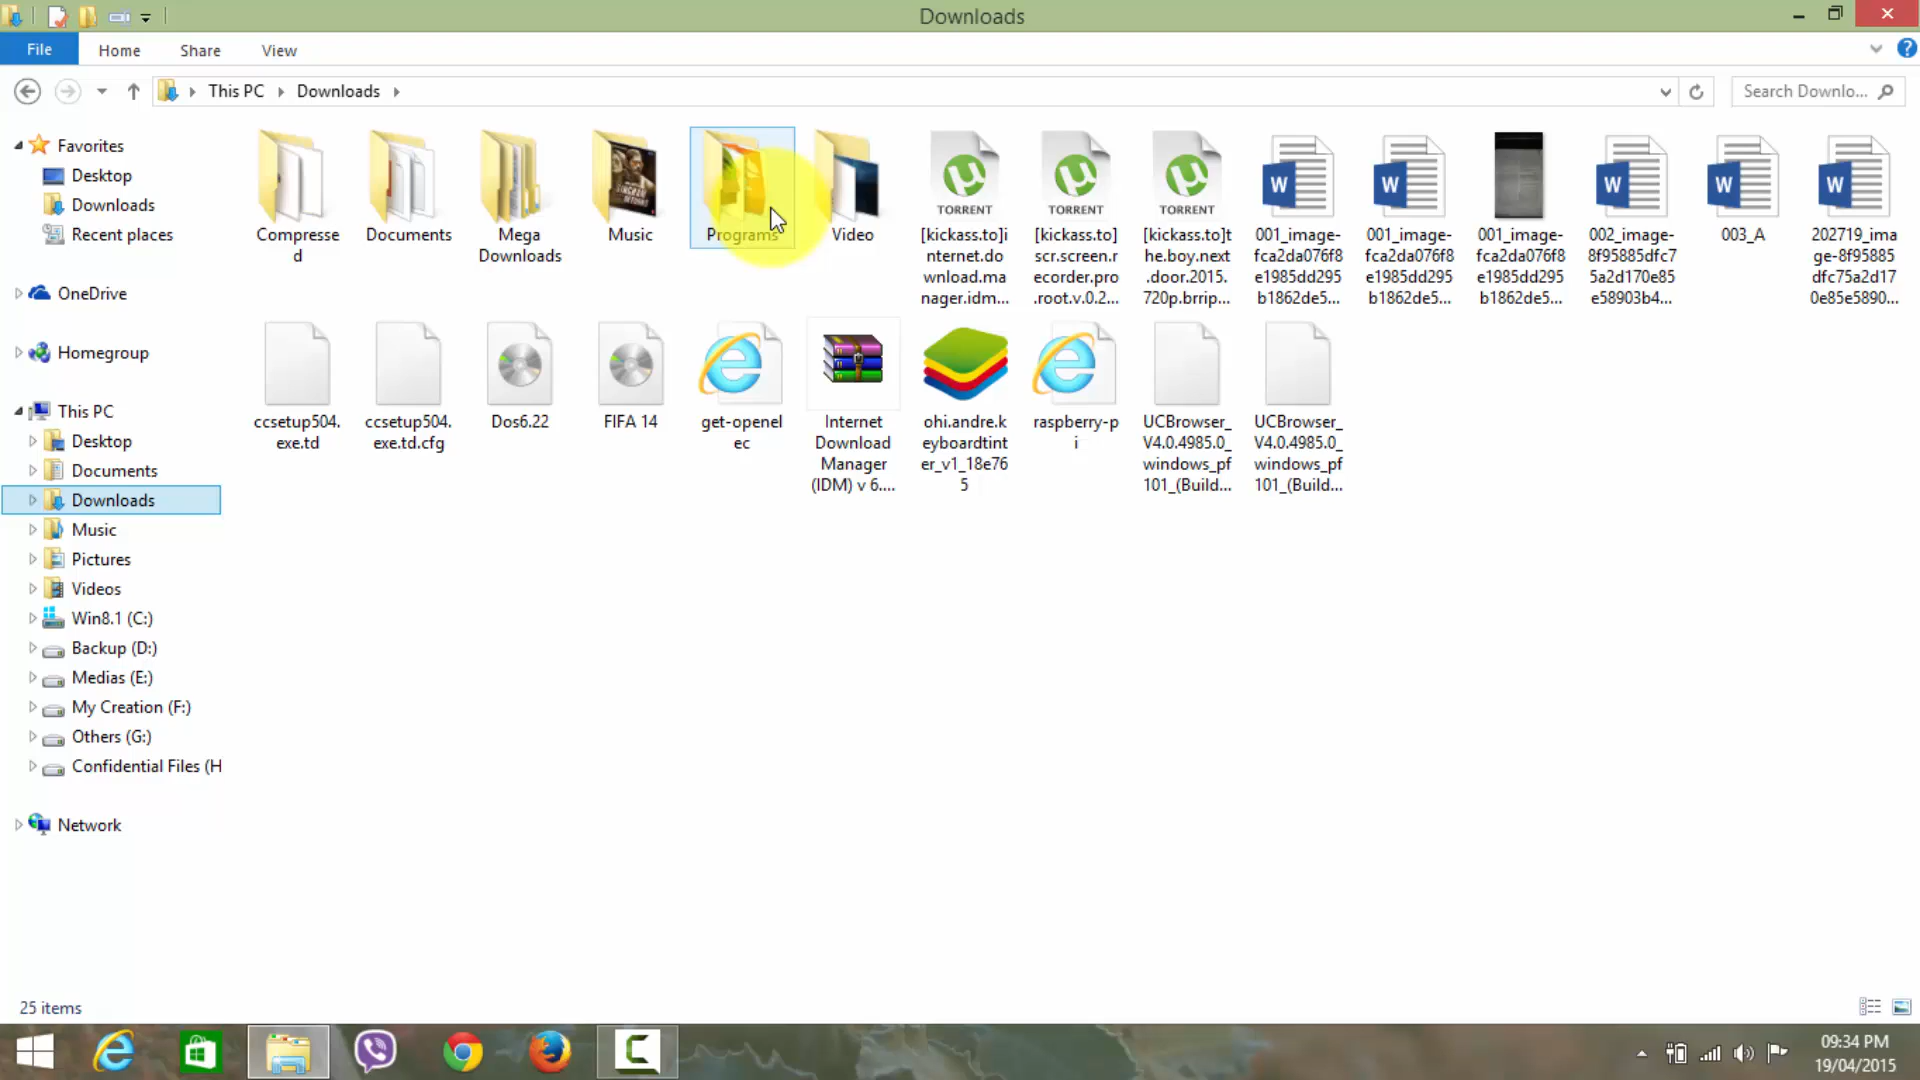 Downloads
File
Home
Share
View
This PC
Downloads
Search Downlo...
Favorites
Desktop
Downloads
Recent places
OneDrive
Homegroup
This PC
Desktop
Documents
Downloads
Music
Pictures
Videos
Win8.1 (C:)
Backup (D:)
Medias (E:)
My Creation (F:)
Others (G:)
Confidential Files (H
Network
Compresse
d
Documents
Mega
Downloads
Music
Programs
Video
TORRENT
[kickass.to]i
nternet.do
wnload.ma
nager.idm...
TORRENT
[kickass.to]
scr.screen.r
ecorder.pro
.root.v.0.2...
TORRENT
[kickass.to]t
he.boy.next
.door.2015.
720p.brrip...
W
001_image-
fca2da076f8
e1985dd295
b1862de5...
W
001_image-
fca2da076f8
e1985dd295
b1862de5...
001_image-
fca2da076f8
e1985dd295
b1862de5...
W
002_image-
8f95885dfc7
5a2d170e85
e58903b4...
W
003_A
W
202719_ima
ge-8f95885
dfc75a2d17
0e85e5890...
ccsetup504.
exe.td
ccsetup504.
exe.td.cfg
Dos6.22
FIFA 14
get-openel
ec
Internet
Download
Manager
(IDM) v 6....
ohi.andre.k
eyboardtint
er_v1_18e76
5
raspberry-p
i
UCBrowser_
V4.0.4985.0_
windows_pf
101_(Build...
UCBrowser_
V4.0.4985.0_
windows_pf
101_(Build...
25 items
09:34 PM
19/04/2015